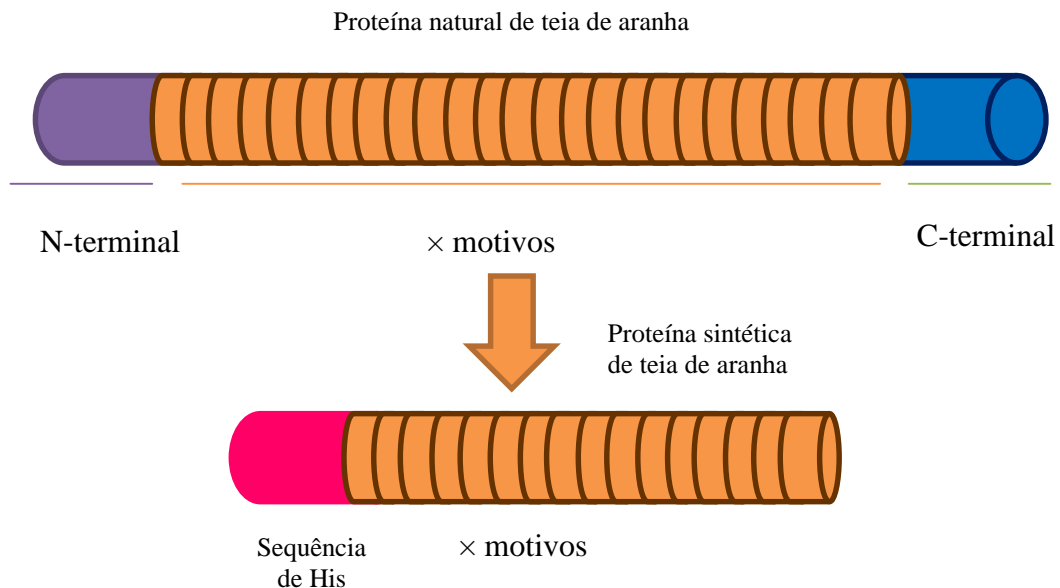 Proteína natural de teia de aranha
N-terminal
× motivos
C-terminal
Proteína sintética
de teia de aranha
Sequência
de His
× motivos